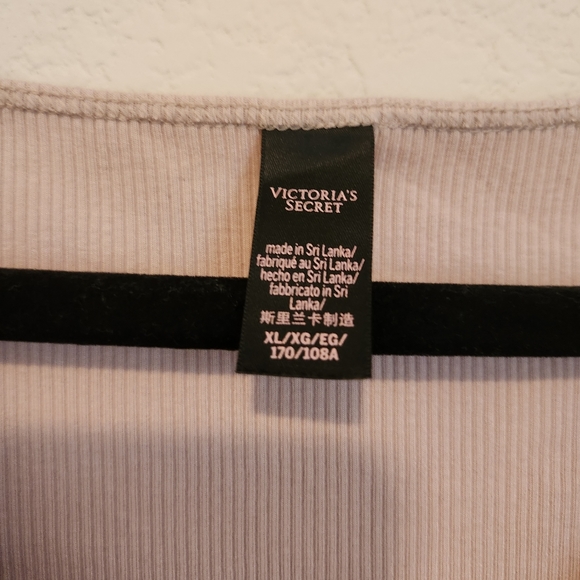 VICTORIA'S
SECRET
made in Sri Lanka/
fabriqué au Sri Lanka/
hecho en Sri Lanka/
fabbricato in Sri
Lanka/
斯里兰卡制造
XL/XG/EG/
170/108A